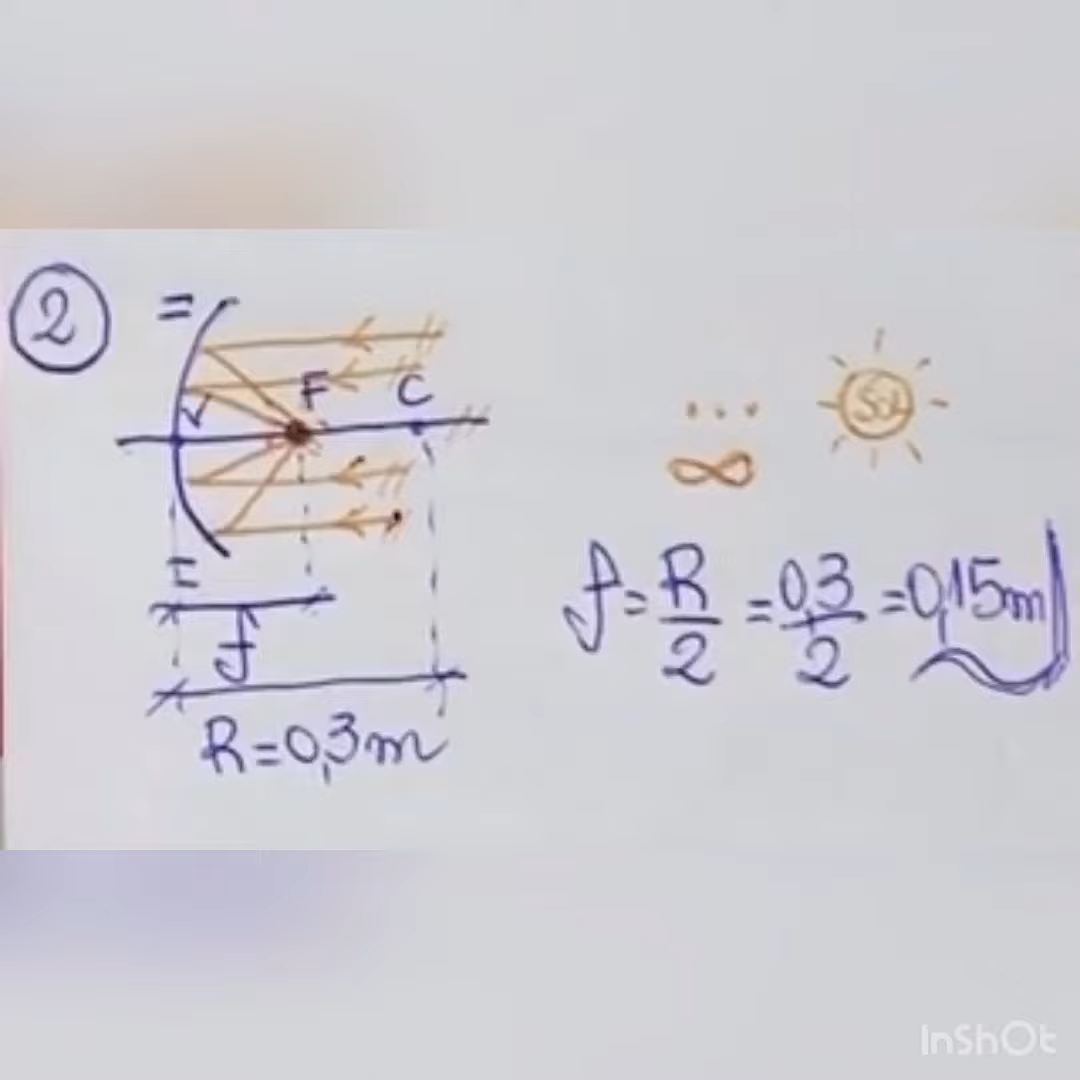 2
=
F C
V
... Sol
∞
f = R/2 = 0,3/2 = 0,15m
f
R = 0,3m
InShOt